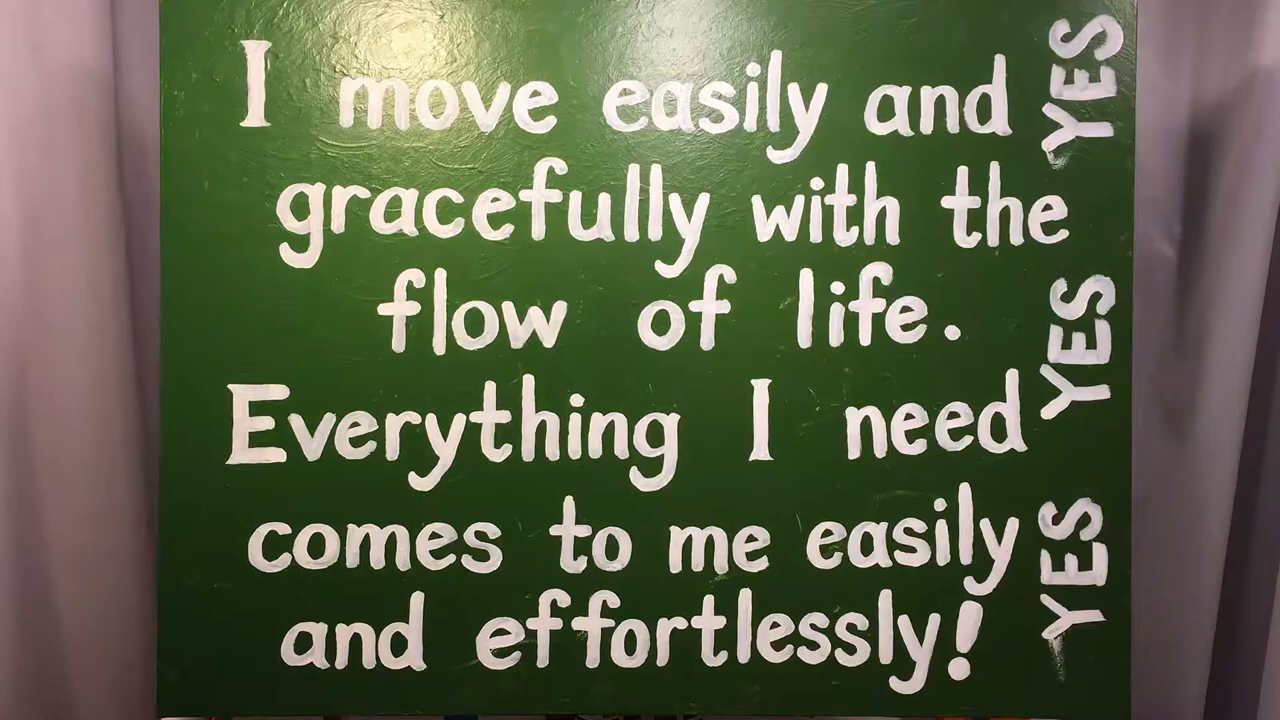 I move easily and
gracefully with the
flow of life.
Everything I need
comes to me easily
and effortlessly!
YES
YES
YES